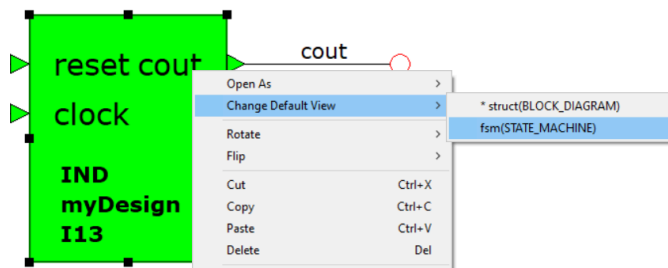 cout
reset cout
clock
IND
myDesign
I13
Open As >
Change Default View >
Rotate >
Flip >
Cut Ctrl+X
Copy Ctrl+C
Paste Ctrl+V
Delete Del
* struct(BLOCK_DIAGRAM)
fsm(STATE_MACHINE)